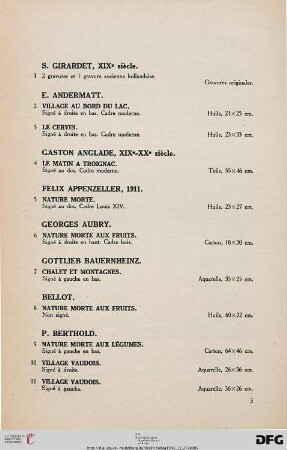 S. GIRARDET, XIXe siècle.
1 2 gravures et 1 gravure ancienne hollandaise. Gravures originales.
E. ANDERMATT.
2 VILLAGE AU BORD DU LAC.
Signé à droite en bas. Cadre moderne. Huile, 21×25 cm.
3 LE CERVIN.
Signé à droite en bas. Cadre moderne. Huile, 23×33 cm.
GASTON ANGLADE, XIXe-XXe siècle.
4 LE MATIN A TROIGNAC.
Signé au dos. Cadre moderne. Toile, 55×46 cm.
FELIX APPENZELLER, 1911.
5 NATURE MORTE.
Signé au dos. Cadre Louis XIV. Huile, 23×27 cm.
GEORGES AUBRY.
6 NATURE MORTE AUX FRUITS.
Signé à droite en haut. Cadre bois. Carton, 18×30 cm.
GOTTLIEB BAUERNHEINZ.
7 CHALET ET MONTAGNES.
Signé à gauche en bas. Aquarelle, 35×25 cm.
BELLOT.
8 NATURE MORTE AUX FRUITS.
Non signé. Huile, 60×72 cm.
P. BERTHOLD.
9 NATURE MORTE AUX LÉGUMES.
Signé à gauche en bas. Carton, 64×46 cm.
10 VILLAGE VAUDOIS.
Signé à droite. Aquarelle, 26×36 cm.
11 VILLAGE VAUDOIS.
Signé à gauche. Aquarelle, 36×26 cm.
5
DFG